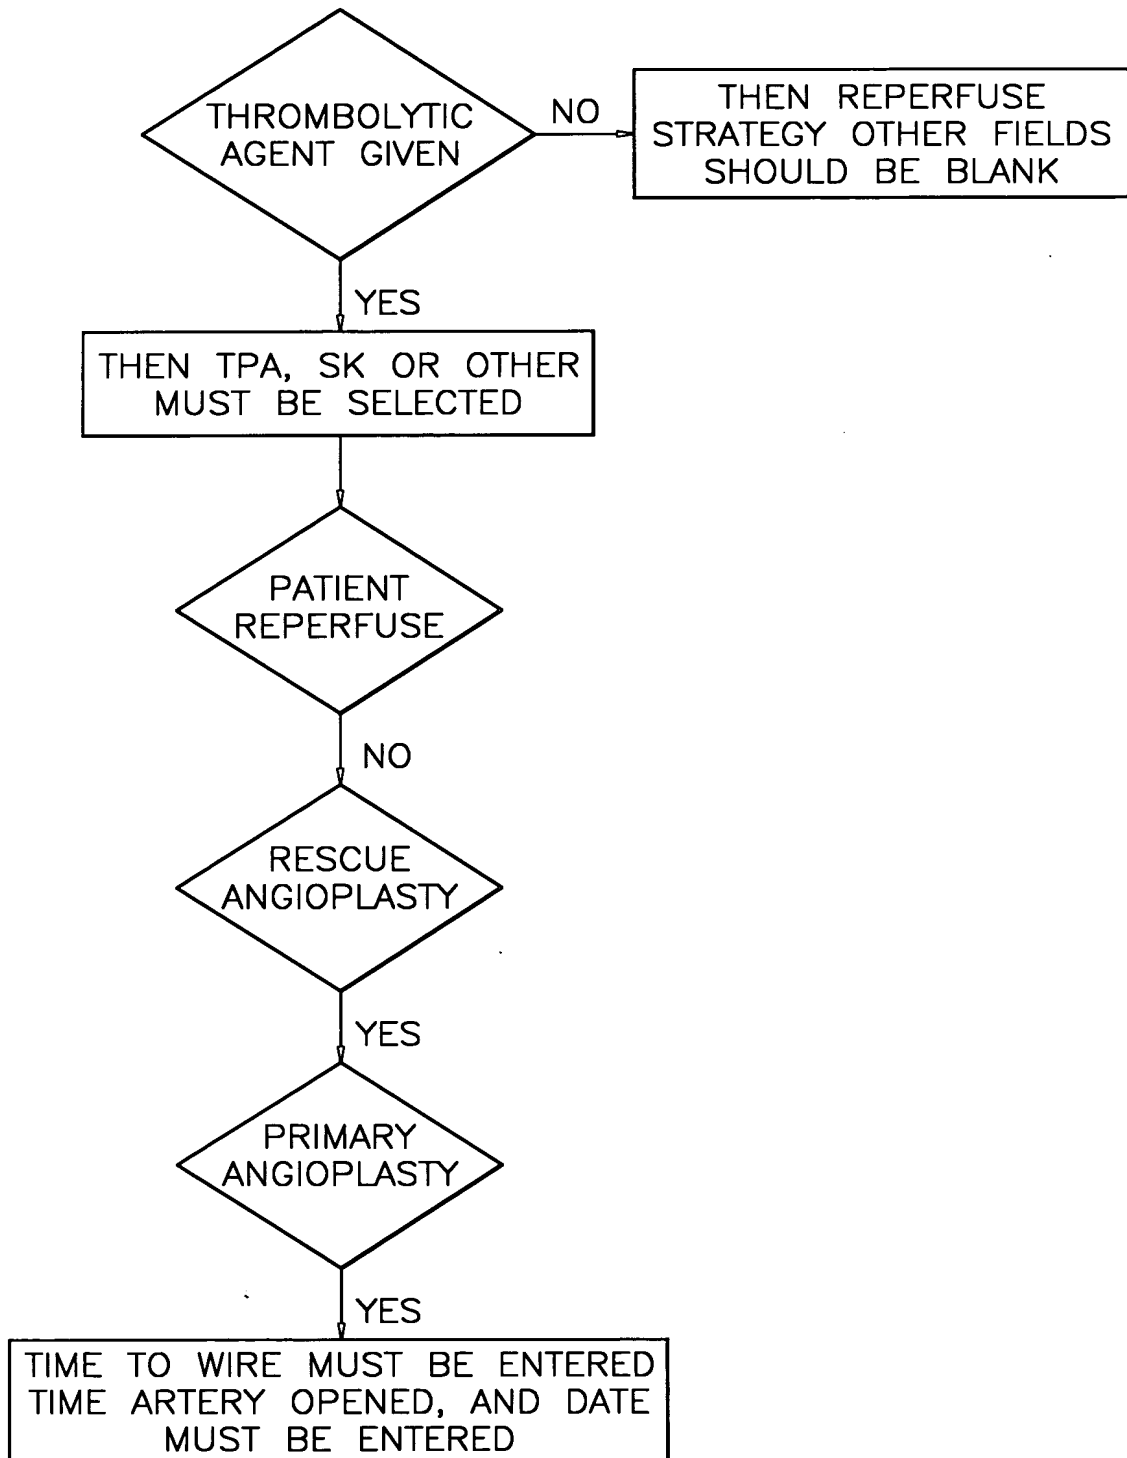 THROMBOLYTIC
AGENT GIVEN
NO
THEN REPERFUSE
STRATEGY OTHER FIELDS
SHOULD BE BLANK
YES
THEN TPA, SK OR OTHER
MUST BE SELECTED
PATIENT
REPERFUSE
NO
RESCUE
ANGIOPLASTY
YES
PRIMARY
ANGIOPLASTY
YES
TIME TO WIRE MUST BE ENTERED
TIME ARTERY OPENED, AND DATE
MUST BE ENTERED